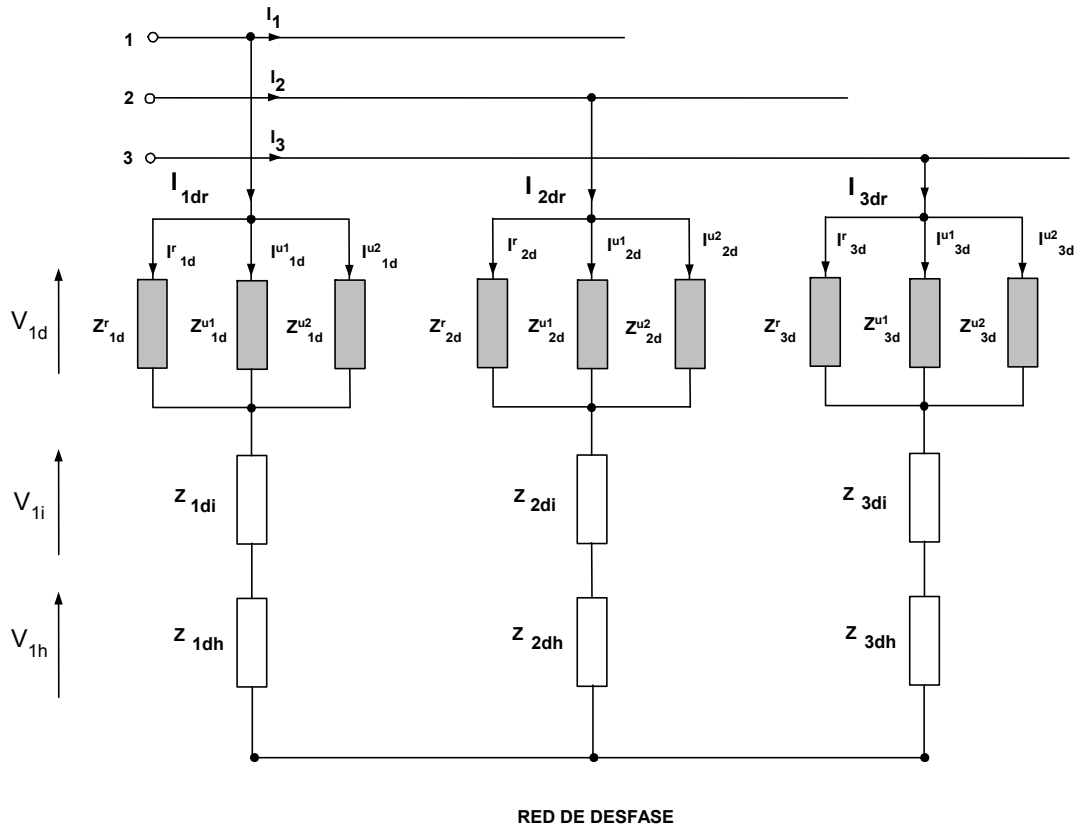 1 I1
2 I2
3 I3
I1dr I2dr I3dr
Ir1d Iu11d Iu21d Ir2d Iu12d Iu22d Ir3d Iu13d Iu23d
V1d
Zr1d Zu11d Zu21d Zr2d Zu12d Zu22d Zr3d Zu13d Zu23d
V1i
Z1di Z2di Z3di
V1h
Z1dh Z2dh Z3dh
RED DE DESFASE